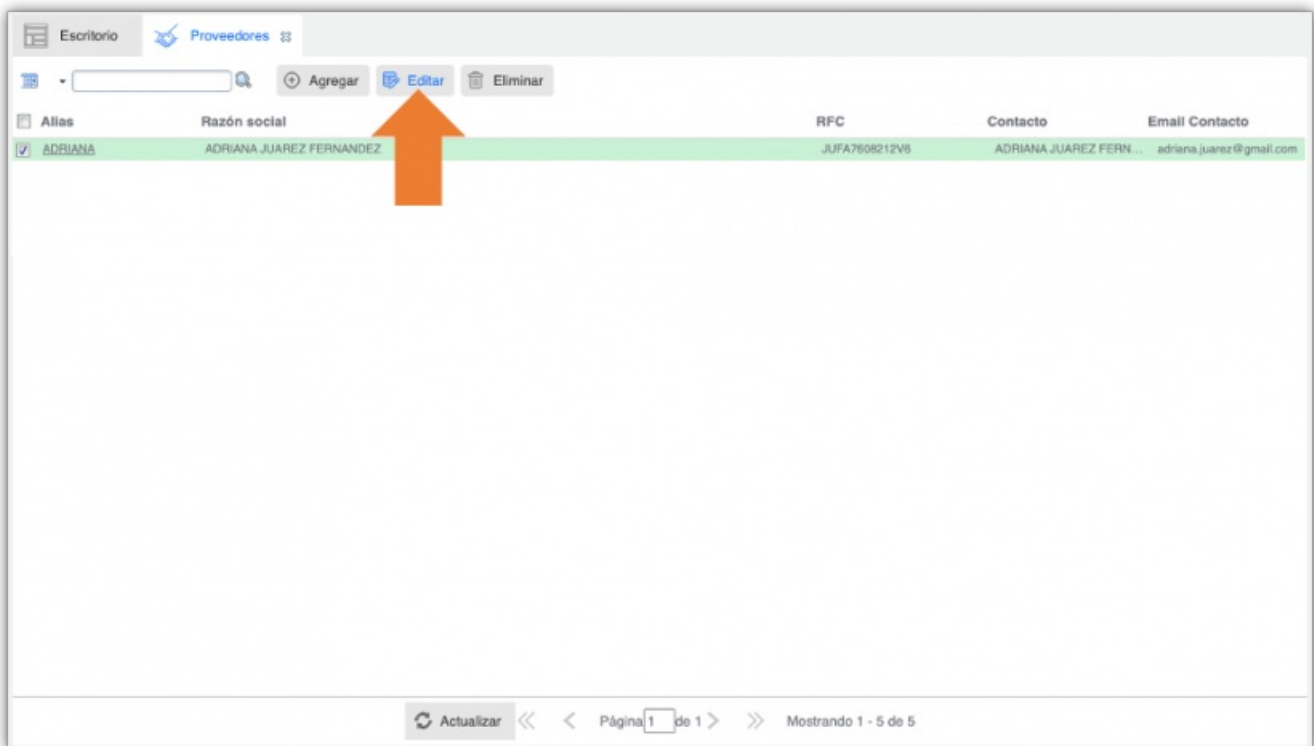 Escritorio Proveedores
Agregar Editar Eliminar
Alias Razón social RFC Contacto Email Contacto
ADRIANA ADRIANA JUAREZ FERNANDEZ JUFA7608212V6 ADRIANA JUAREZ FERN... adriana.juarez@gmail.com
Actualizar Página 1 de 1 Mostrando 1 - 5 de 5